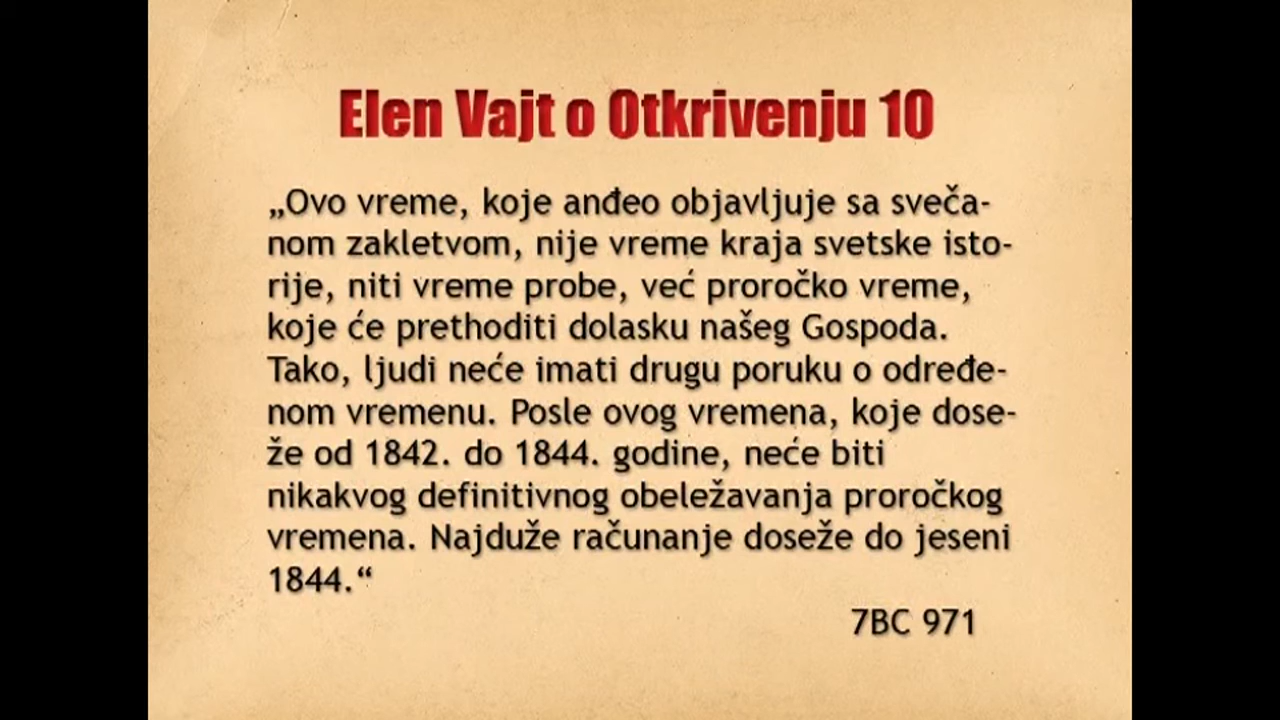 Elen Vajt o Otkrivenju 10
„Ovo vreme, koje anđeo objavljuje sa sveča-
nom zakletvom, nije vreme kraja svetske isto-
rije, niti vreme probe, već proročko vreme,
koje će prethoditi dolasku našeg Gospoda.
Tako, ljudi neće imati drugu poruku o određe-
nom vremenu. Posle ovog vremena, koje dose-
že od 1842. do 1844. godine, neće biti
nikakvog definitivnog obeležavanja proročkog
vremena. Najduže računanje doseže do jeseni
1844.“
7BC 971